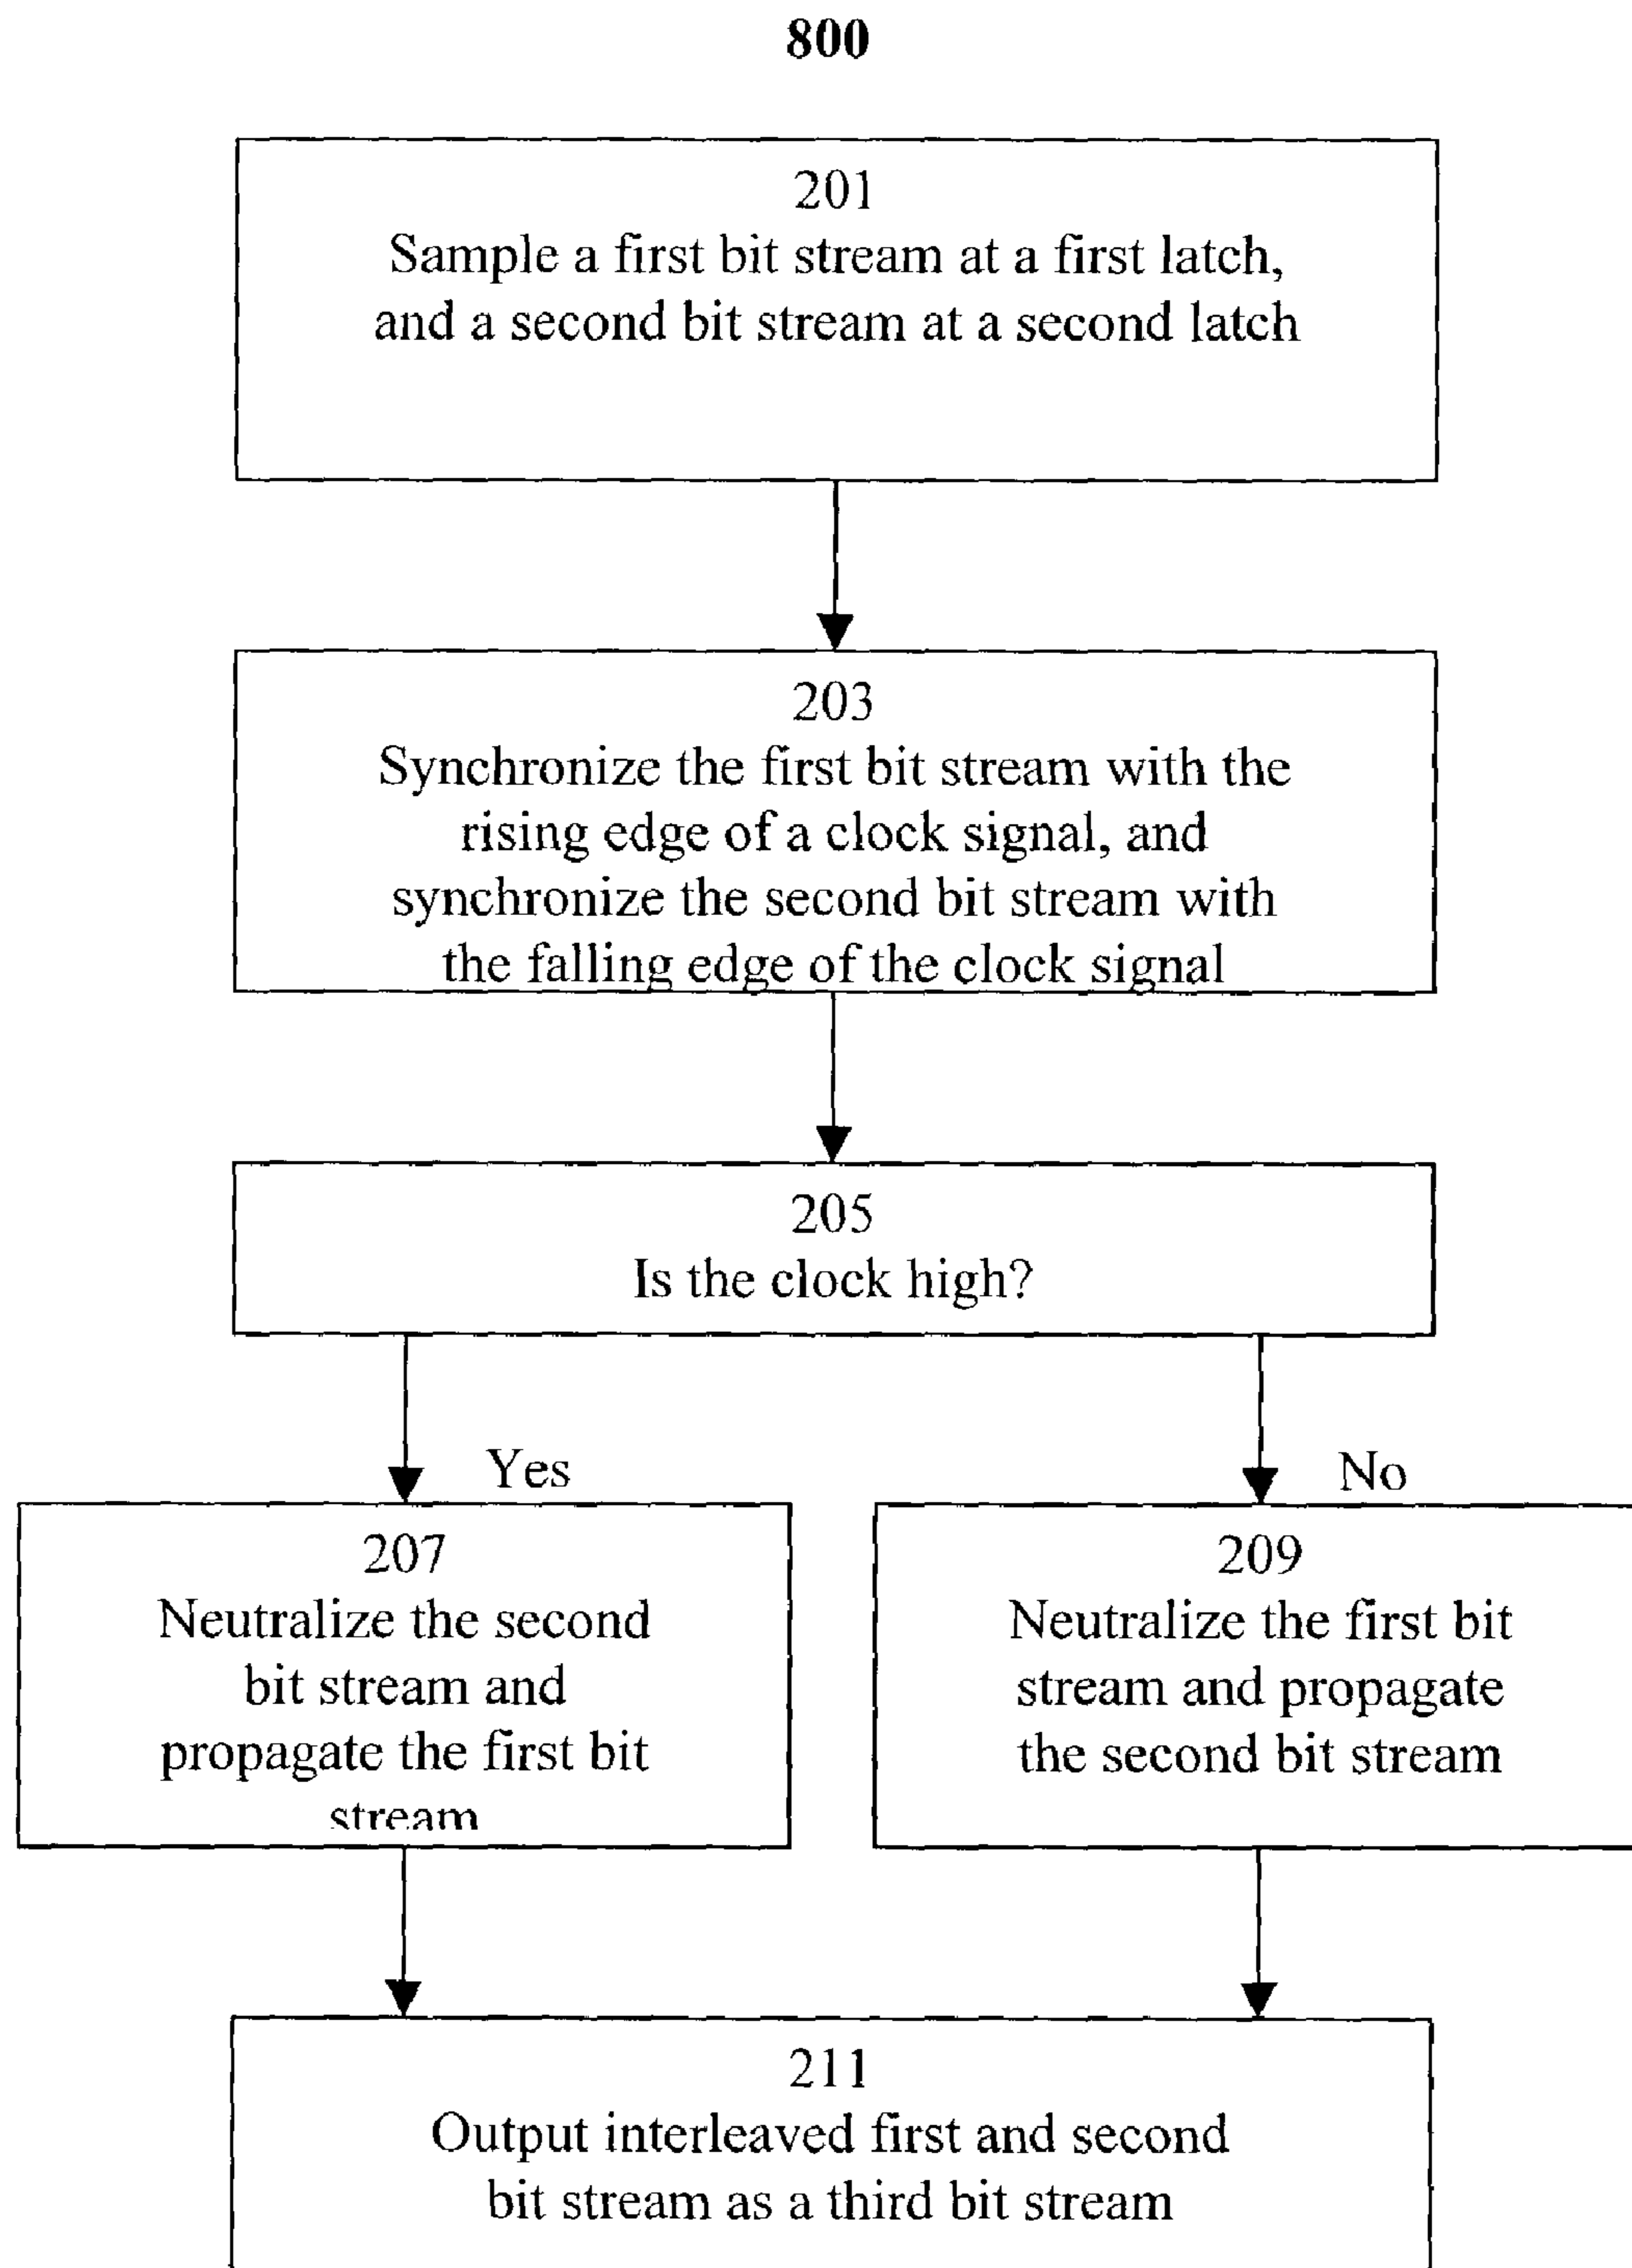 800
201
Sample a first bit stream at a first latch,
and a second bit stream at a second latch
203
Synchronize the first bit stream with the
rising edge of a clock signal, and
synchronize the second bit stream with
the falling edge of the clock signal
205
Is the clock high?
Yes
No
207
Neutralize the second
bit stream and
propagate the first bit
stream
209
Neutralize the first bit
stream and propagate
the second bit stream
211
Output interleaved first and second
bit stream as a third bit stream